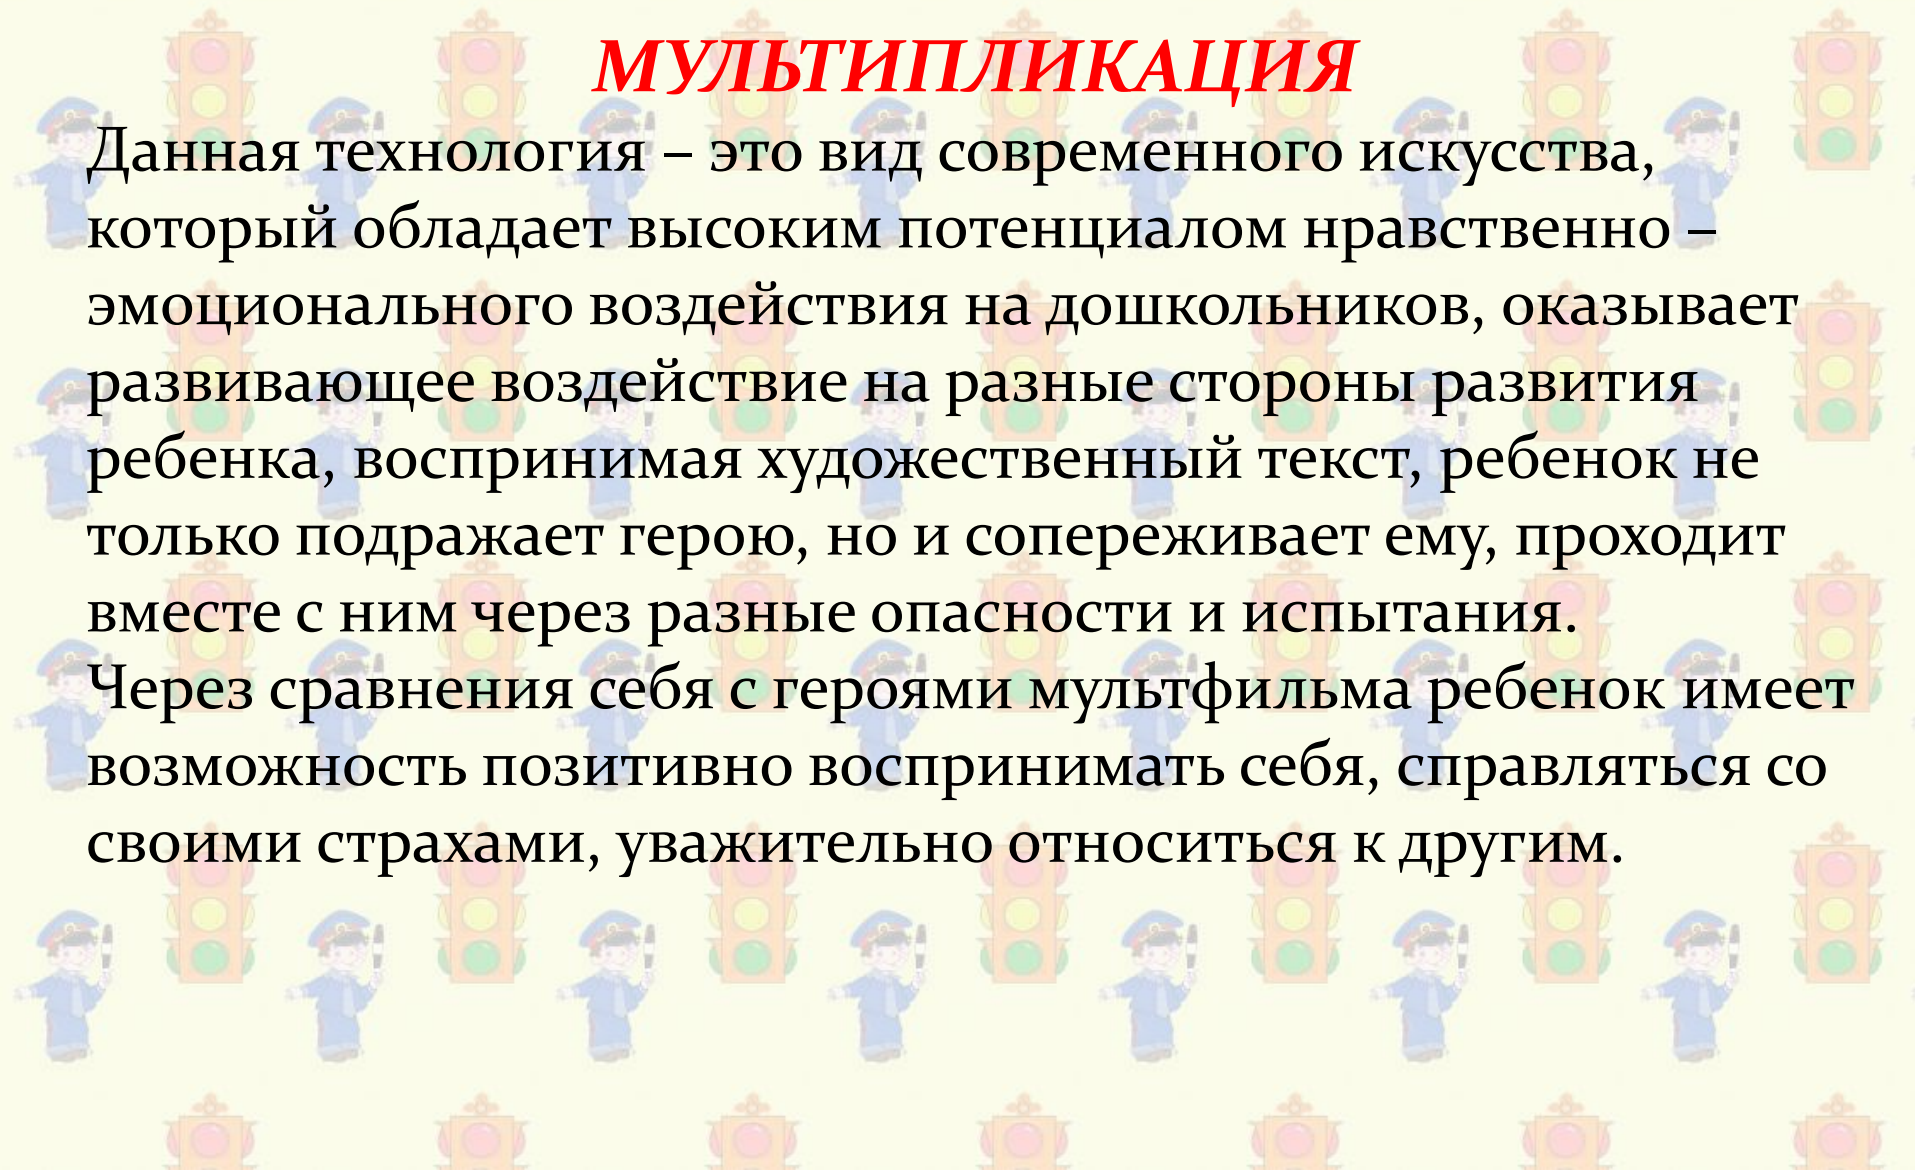 МУЛЬТИПЛИКАЦИЯ
Данная технология – это вид современного искусства,
который обладает высоким потенциалом нравственно –
эмоционального воздействия на дошкольников, оказывает
развивающее воздействие на разные стороны развития
ребенка, воспринимая художественный текст, ребенок не
только подражает герою, но и сопереживает ему, проходит
вместе с ним через разные опасности и испытания.
Через сравнения себя с героями мультфильма ребенок имеет
возможность позитивно воспринимать себя, справляться со
своими страхами, уважительно относиться к другим.